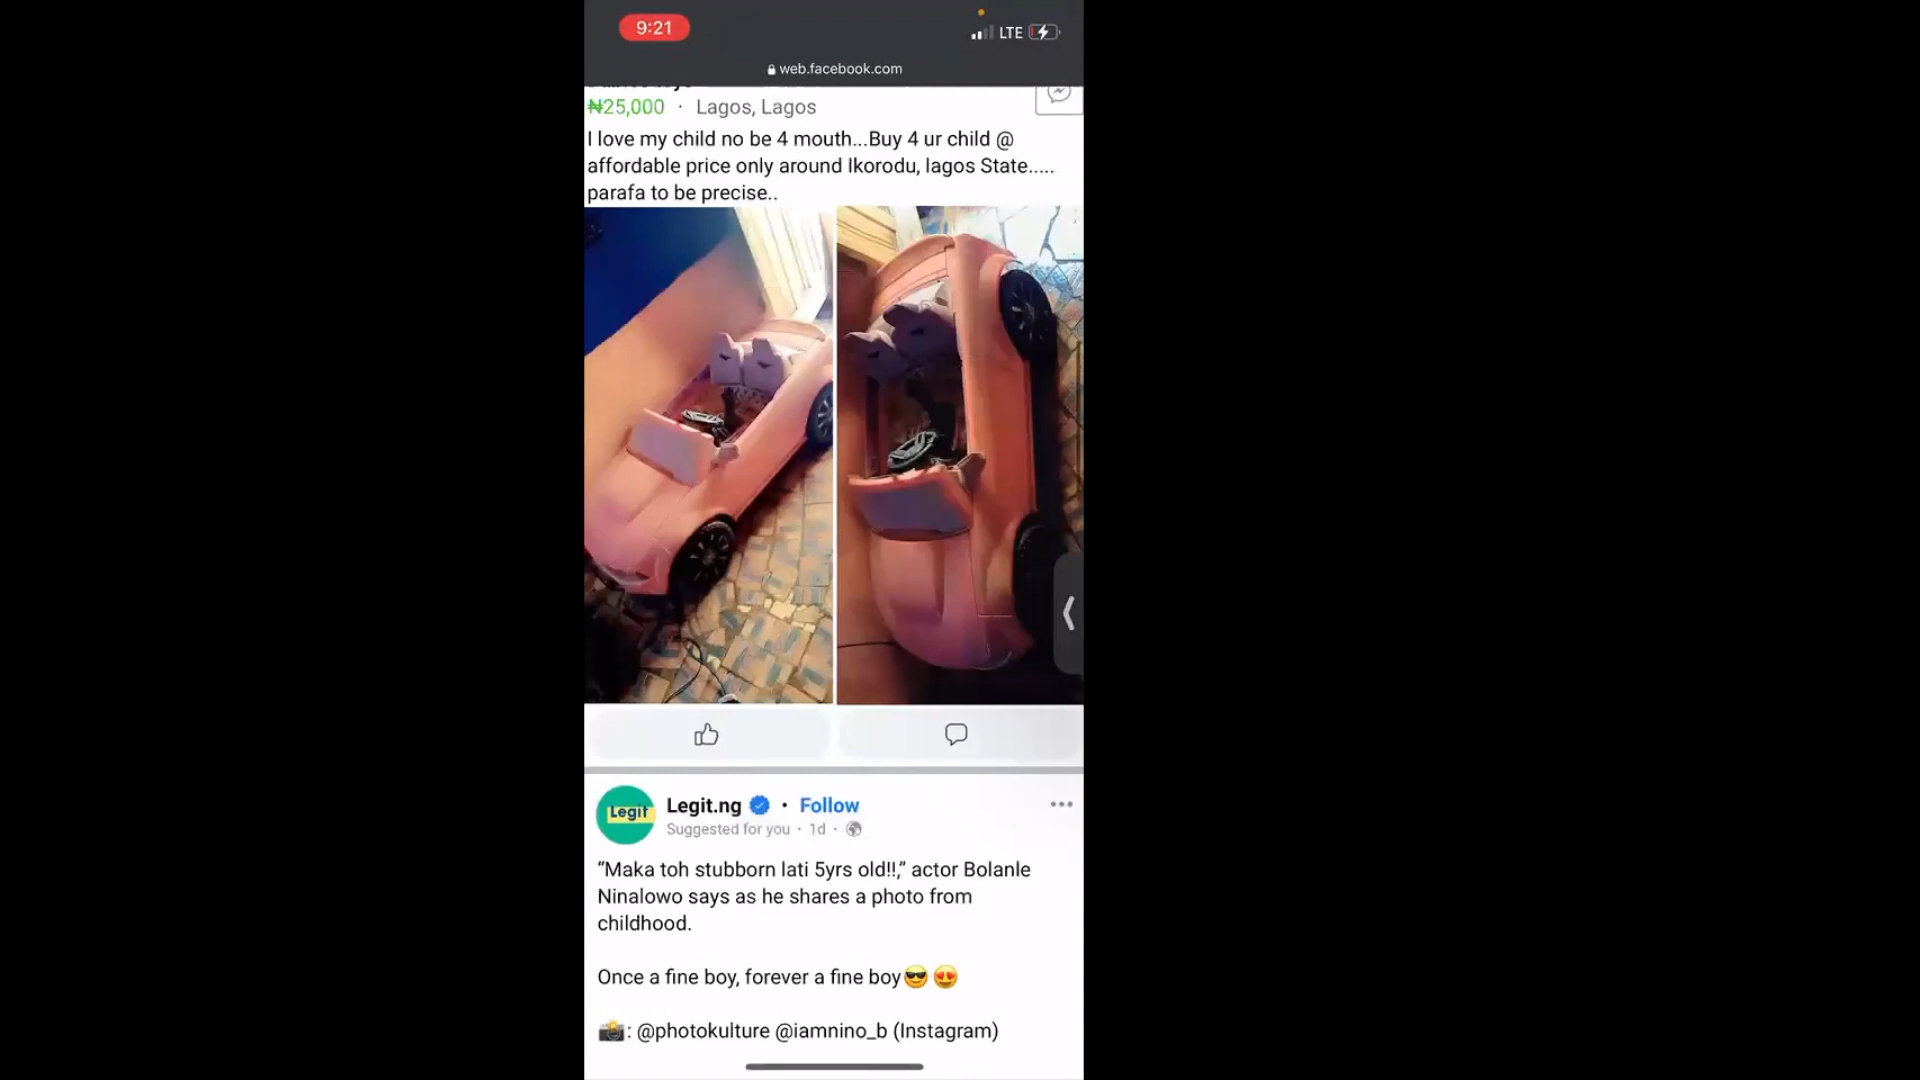 9:21
LTE
web.facebook.com
₦25,000 · Lagos, Lagos
I love my child no be 4 mouth...Buy 4 ur child @
affordable price only around Ikorodu, lagos State.....
parafa to be precise..
Legit
Legit.ng · Follow
Suggested for you · 1d ·
“Maka toh stubborn lati 5yrs old!!,” actor Bolanle
Ninalowo says as he shares a photo from
childhood.
Once a fine boy, forever a fine boy😎😍
📸: @photokulture @iamnino_b (Instagram)